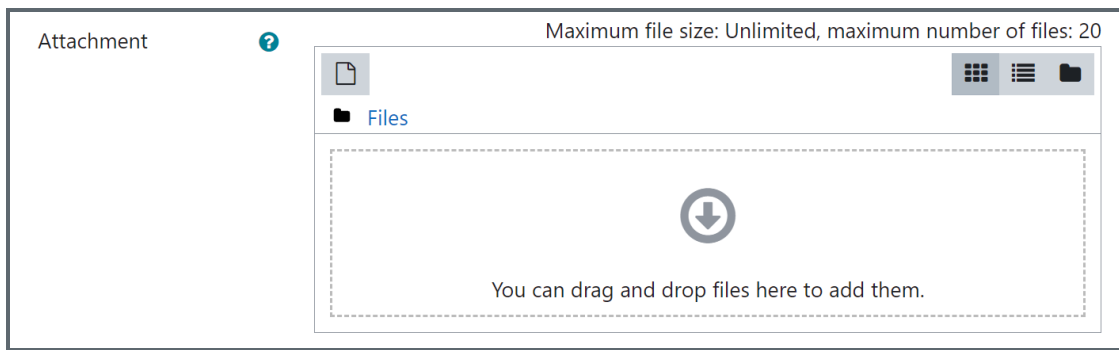 Maximum file size: Unlimited, maximum number of files: 20
Attachment
Files
You can drag and drop files here to add them.